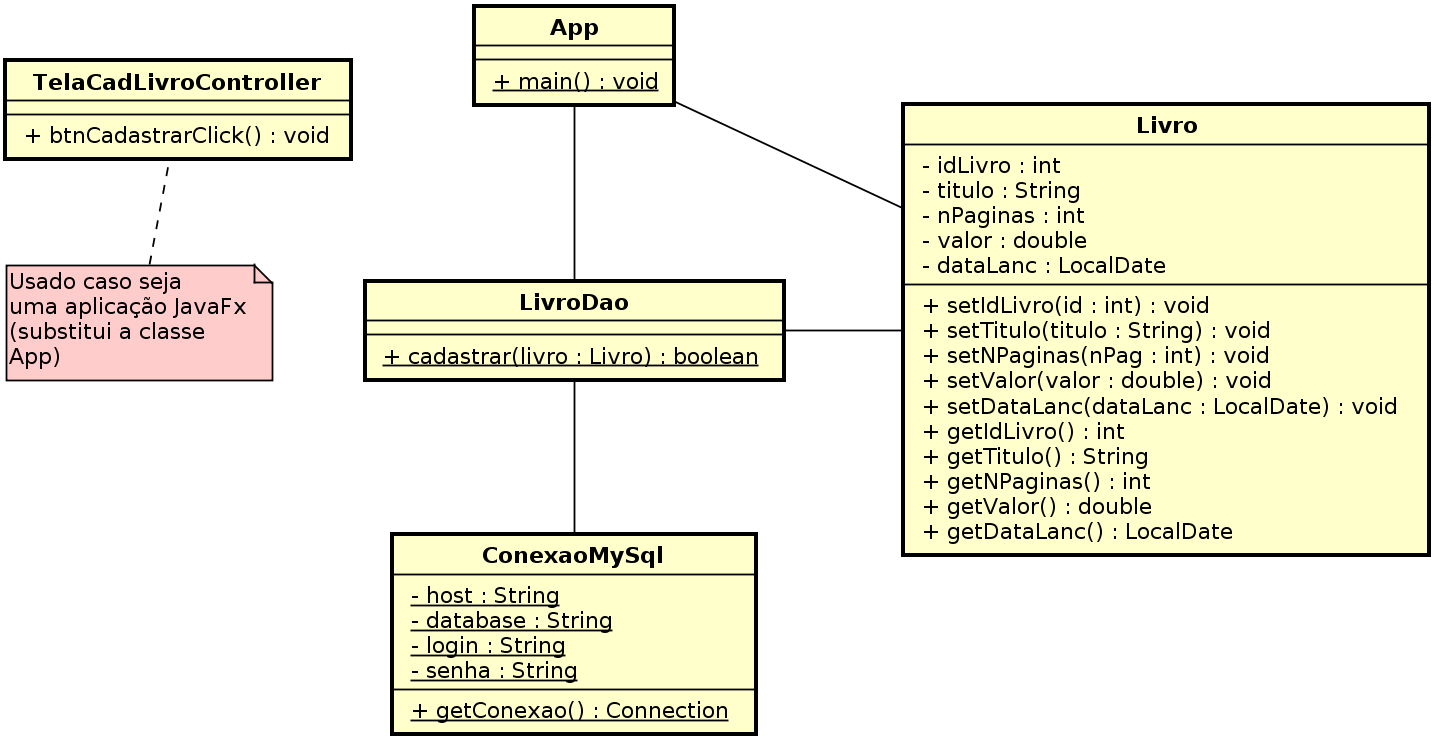 App
+ main() : void
TelaCadLivroController
+ btnCadastrarClick() : void
Usado caso seja
uma aplicação JavaFx
(substitui a classe
App)
Livro
- idLivro : int
- titulo : String
- nPaginas : int
- valor : double
- dataLanc : LocalDate
+ setIdLivro(id : int) : void
+ setTitulo(titulo : String) : void
+ setNPaginas(nPag : int) : void
+ setValor(valor : double) : void
+ setDataLanc(dataLanc : LocalDate) : void
+ getIdLivro() : int
+ getTitulo() : String
+ getNPaginas() : int
+ getValor() : double
+ getDataLanc() : LocalDate
LivroDao
+ cadastrar(livro : Livro) : boolean
ConexaoMySql
- host : String
- database : String
- login : String
- senha : String
+ getConexao() : Connection